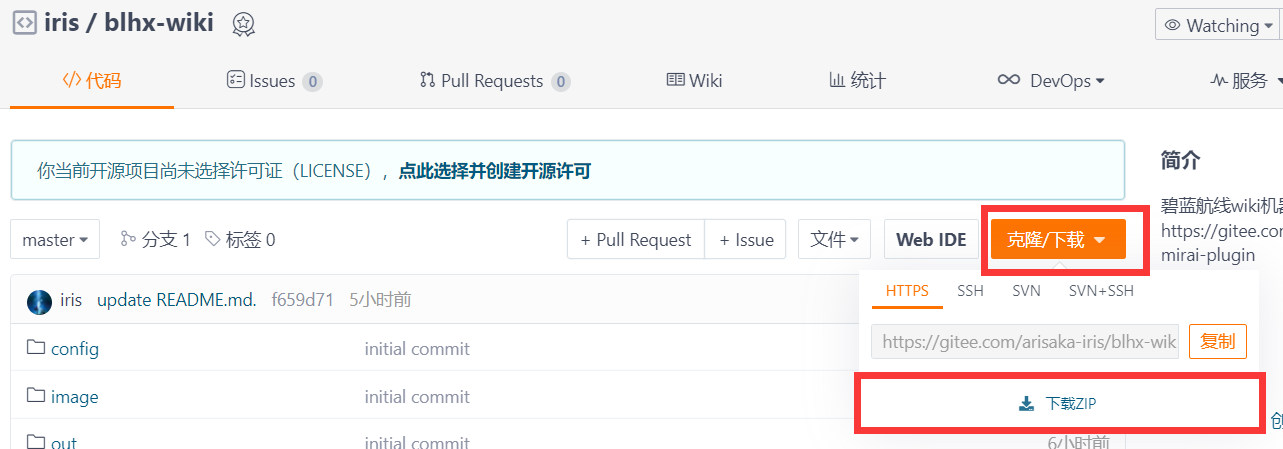 iris / blhx-wiki
Watching
代码
Issues 0
Pull Requests 0
Wiki
统计
DevOps
服务
你当前开源项目尚未选择许可证（LICENSE），点此选择并创建开源许可
简介
碧蓝航线wiki机
https://gitee.co
mirai-plugin
master
分支 1
标签 0
+ Pull Request
+ Issue
文件
Web IDE
克隆/下载
HTTPS SSH SVN SVN+SSH
https://gitee.com/arisaka-iris/blhx-wik
复制
下载ZIP
iris update README.md. f659d71 5小时前
config initial commit
image initial commit
out initial commit 6小时前
创